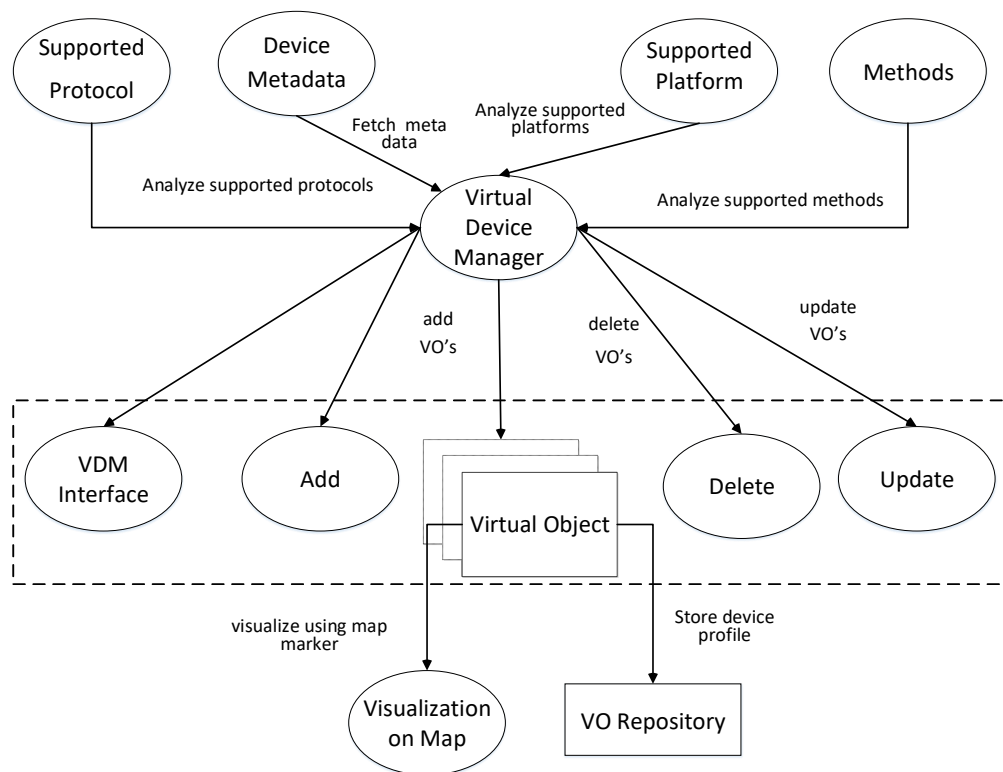 Supported
Protocol
Device
Metadata
Supported
Platform
Methods
Fetch meta
data
Analyze supported
platforms
Analyze supported protocols
Virtual
Device
Manager
Analyze supported methods
add
VO's
delete
VO's
update
VO's
VDM
Interface
Add
Virtual Object
Delete
Update
visualize using map
marker
Store device
profile
Visualization
on Map
VO Repository